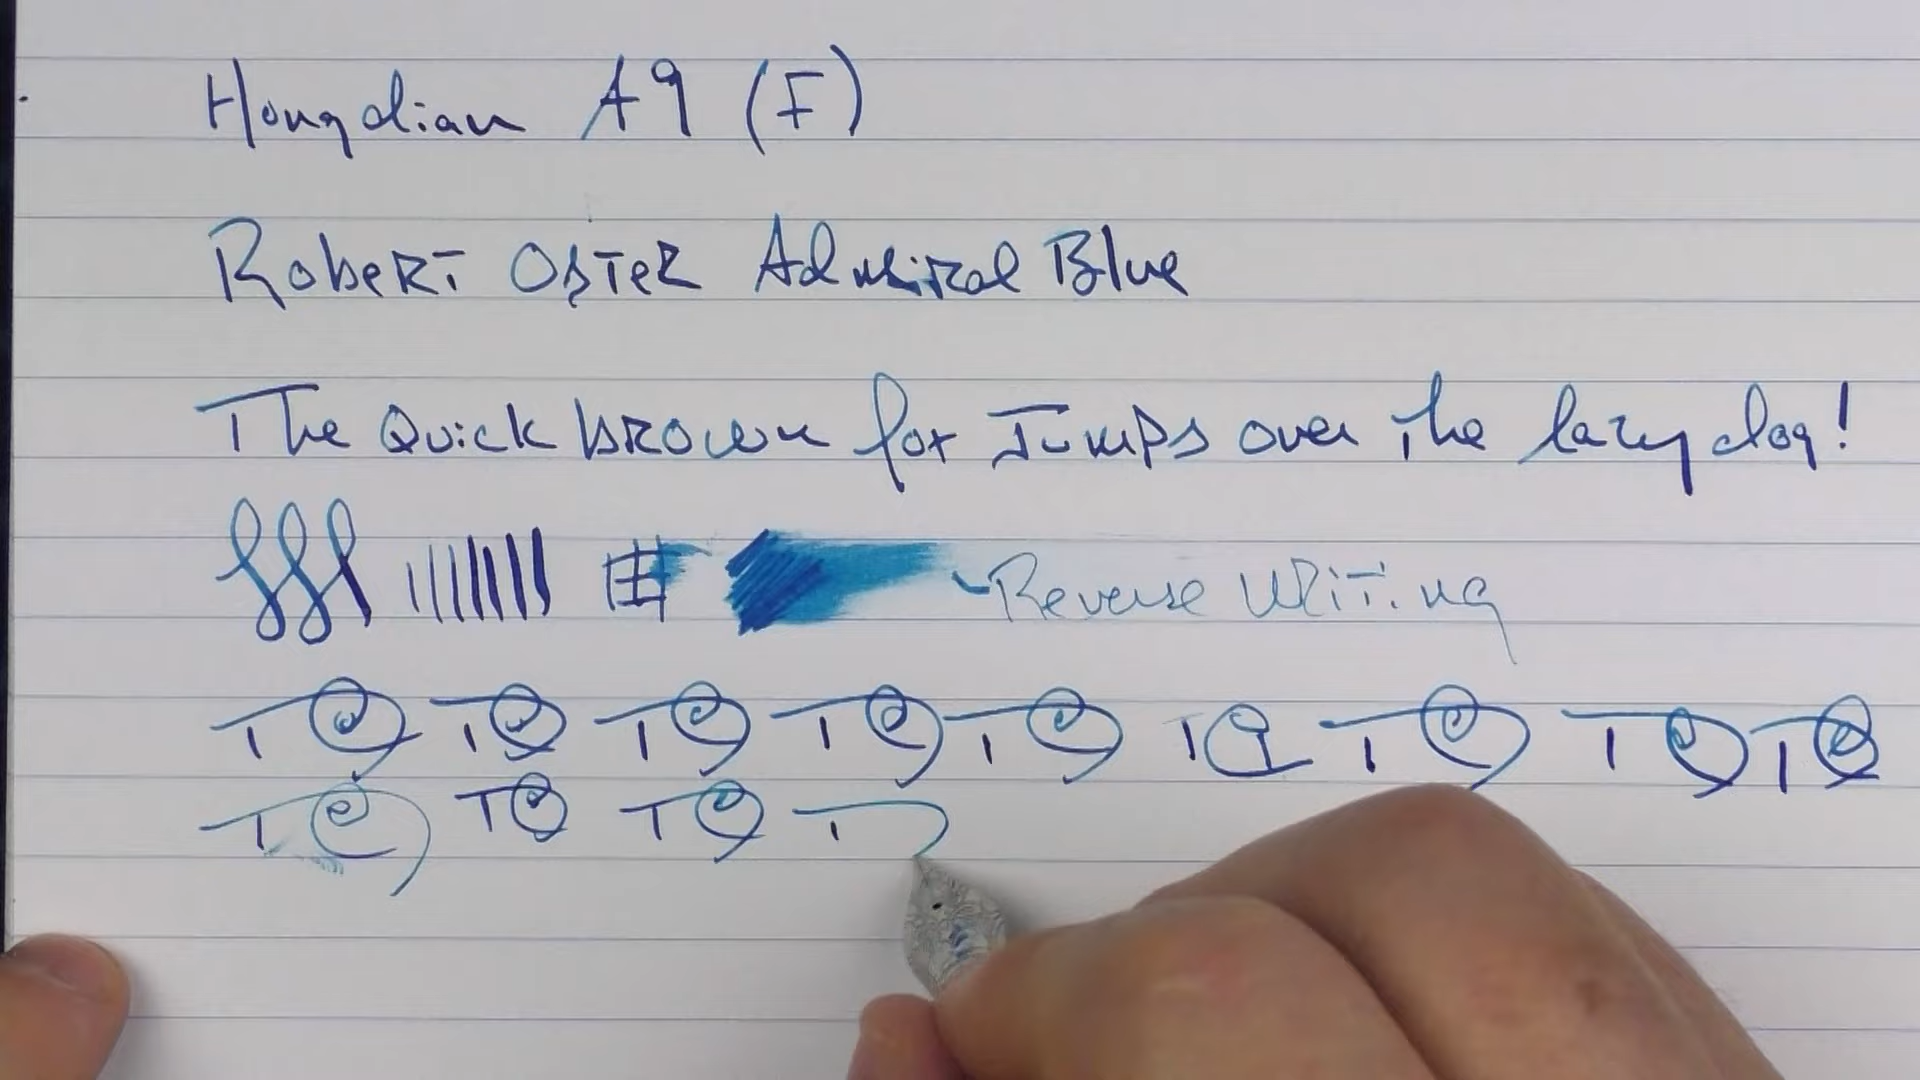 Hongdian A9 (F)
Robert Oster Admiral Blue
The Quick brown fox Jumps over the lazy dog!
Reverse Writing